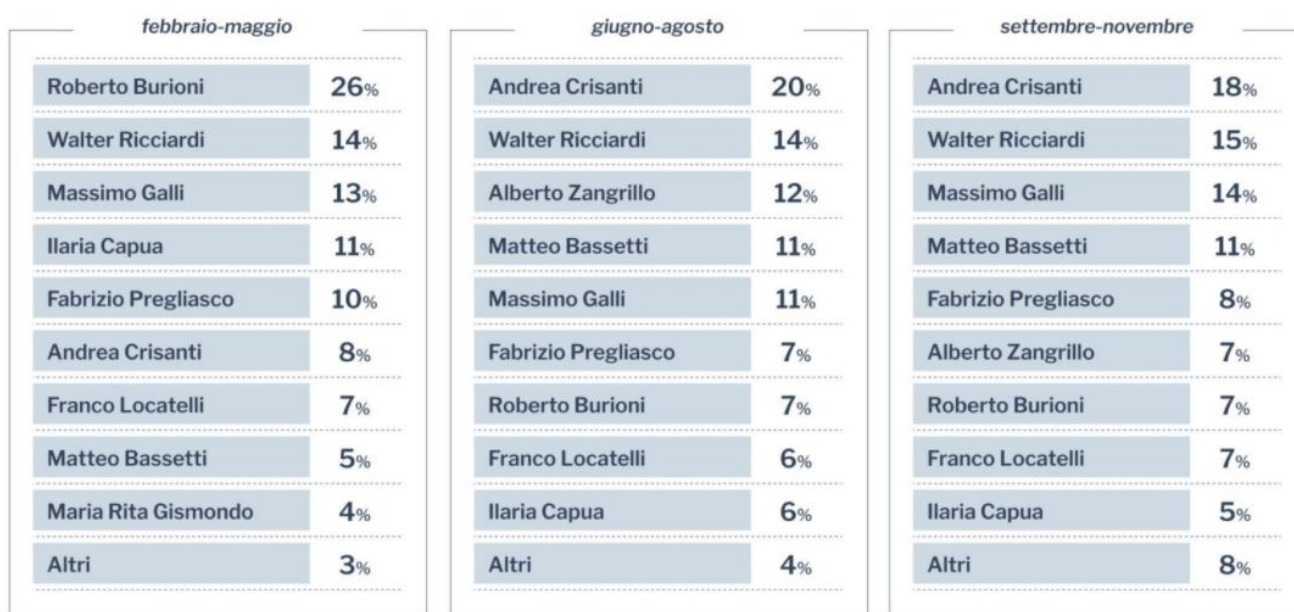 febbraio-maggio
Roberto Burioni 26%
Walter Ricciardi 14%
Massimo Galli 13%
Ilaria Capua 11%
Fabrizio Pregliasco 10%
Andrea Crisanti 8%
Franco Locatelli 7%
Matteo Bassetti 5%
Maria Rita Gismondo 4%
Altri 3%
giugno-agosto
Andrea Crisanti 20%
Walter Ricciardi 14%
Alberto Zangrillo 12%
Matteo Bassetti 11%
Massimo Galli 11%
Fabrizio Pregliasco 7%
Roberto Burioni 7%
Franco Locatelli 6%
Ilaria Capua 6%
Altri 4%
settembre-novembre
Andrea Crisanti 18%
Walter Ricciardi 15%
Massimo Galli 14%
Matteo Bassetti 11%
Fabrizio Pregliasco 8%
Alberto Zangrillo 7%
Roberto Burioni 7%
Franco Locatelli 7%
Ilaria Capua 5%
Altri 8%